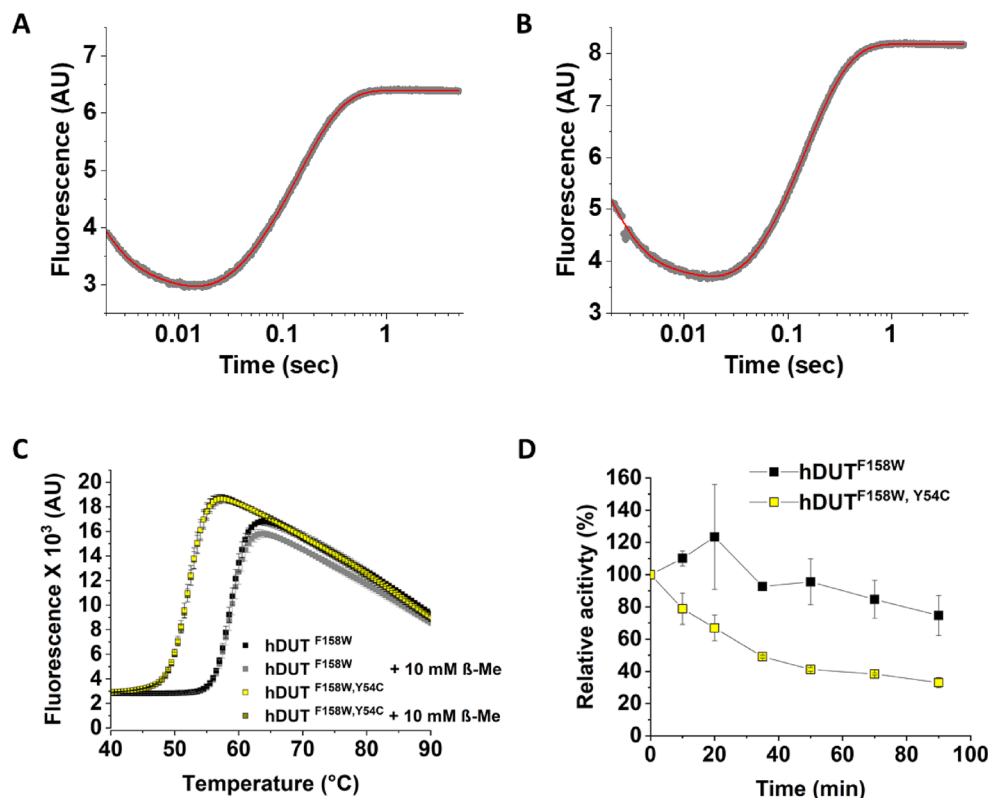 A
Fluorescence (AU)
7
6
5
4
3
0.01 0.1 1
Time (sec)
B
Fluorescence (AU)
8
7
6
5
4
3
0.01 0.1 1
Time (sec)
C
Fluorescence X 10³ (AU)
20
18
16
14
12
10
8
6
4
2
0
hDUT F158W
hDUT F158W + 10 mM ß-Me
hDUT F158W,Y54C
hDUT F158W,Y54C + 10 mM ß-Me
40 50 60 70 80 90
Temperature (°C)
D
hDUT F158W
hDUT F158W, Y54C
Relative acitivty (%)
160
140
120
100
80
60
40
20
0
0 20 40 60 80 100
Time (min)